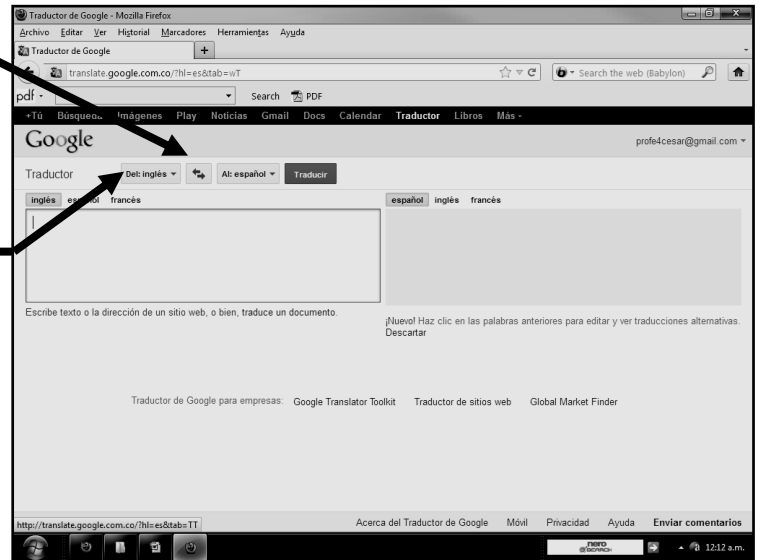 Traductor de Google - Mozilla Firefox
Archivo Editar Ver Historial Marcadores Herramientas Ayuda
Traductor de Google +
translate.google.com.co/?hl=es&tab=wT Search the web (Babylon)
pdf - Search PDF
+Tú Búsqueda Imágenes Play Noticias Gmail Docs Calendar Traductor Libros Más
Google profe4cesar@gmail.com
Traductor Del: inglés Al: español Traducir
inglés español francés español inglés francés
Escribe texto o la dirección de un sitio web, o bien, traduce un documento.
¡Nuevo! Haz clic en las palabras anteriores para editar y ver traducciones alternativas.
Descartar
Traductor de Google para empresas: Google Translator Toolkit Traductor de sitios web Global Market Finder
http://translate.google.com.co/?hl=es&tab=TT Acerca del Traductor de Google Móvil Privacidad Ayuda Enviar comentarios
nero
SEARCH 12:12 a.m.